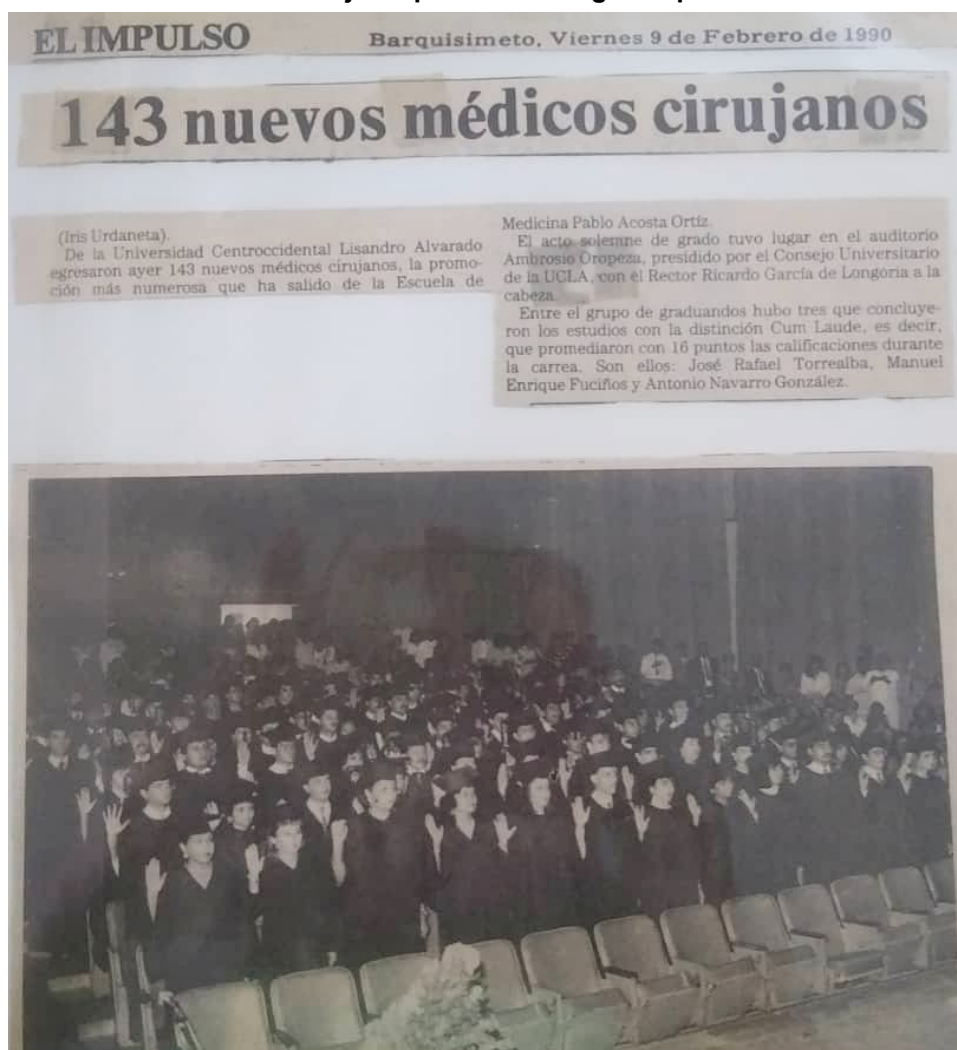 EL IMPULSO
Barquisimeto, Viernes 9 de Febrero de 1990
143 nuevos médicos cirujanos
(Iris Urdaneta).
De la Universidad Centroccidental Lisandro Alvarado
egresaron ayer 143 nuevos médicos cirujanos, la promo-
ción más numerosa que ha salido de la Escuela de
Medicina Pablo Acosta Ortíz.
El acto solemne de grado tuvo lugar en el auditorio
Ambrosio Oropeza, presidido por el Consejo Universitario
de la UCLA, con el Rector Ricardo García de Longoria a la
cabeza.
Entre el grupo de graduandos hubo tres que concluye-
ron los estudios con la distinción Cum Laude, es decir,
que promediaron con 16 puntos las calificaciones durante
la carrea. Son ellos: José Rafael Torrealba, Manuel
Enrique Fuciños y Antonio Navarro González.